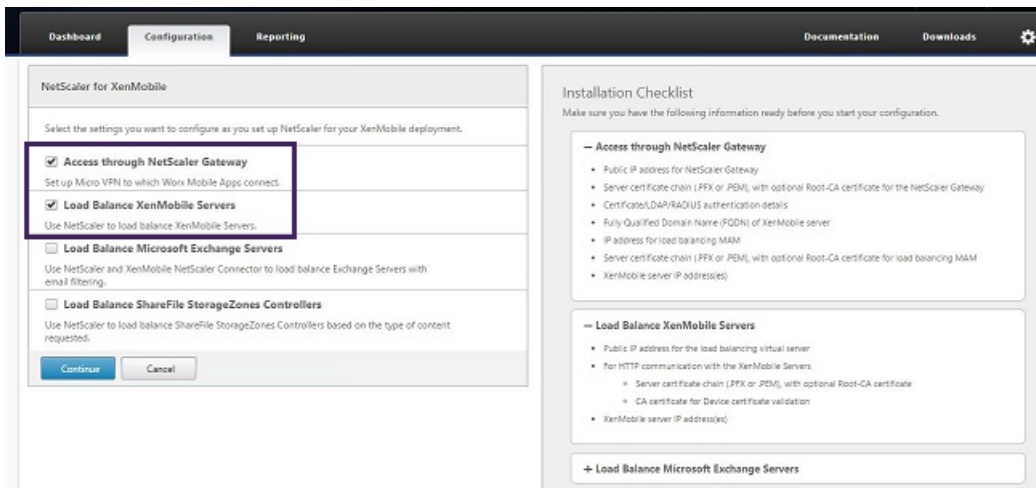 Dashboard Configuration Reporting Documentation Downloads
NetScaler for XenMobile
Select the settings you want to configure as you set up NetScaler for your XenMobile deployment.
Access through NetScaler Gateway
Set up Micro VPN to which Worx Mobile Apps connect.
Load Balance XenMobile Servers
Use NetScaler to load balance XenMobile Servers.
Load Balance Microsoft Exchange Servers
Use NetScaler and XenMobile NetScaler Connector to load balance Exchange Servers with
email filtering.
Load Balance ShareFile StorageZones Controllers
Use NetScaler to load balance ShareFile StorageZones Controllers based on the type of content
requested.
Continue Cancel
Installation Checklist
Make sure you have the following information ready before you start your configuration.
— Access through NetScaler Gateway
• Public IP address for NetScaler Gateway
• Server certificate chain (.PFX or .PEM), with optional Root-CA certificate for the NetScaler Gateway
• Certificate/LDAP/RADIUS authentication details
• Fully Qualified Domain Name (FQDN) of XenMobile server
• IP address for load balancing MAM
• Server certificate chain (.PFX or .PEM), with optional Root-CA certificate for load balancing MAM
• XenMobile server IP address(es)
— Load Balance XenMobile Servers
• Public IP address for the load balancing virtual server
• For HTTP communication with the XenMobile Servers
Server certificate chain (.PFX or .PEM), with optional Root-CA certificate
CA certificate for Device certificate validation
• XenMobile server IP address(es)
+ Load Balance Microsoft Exchange Servers